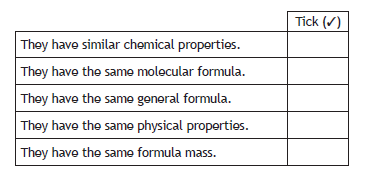 Tick (✓)
They have similar chemical properties.
They have the same molecular formula.
They have the same general formula.
They have the same physical properties.
They have the same formula mass.